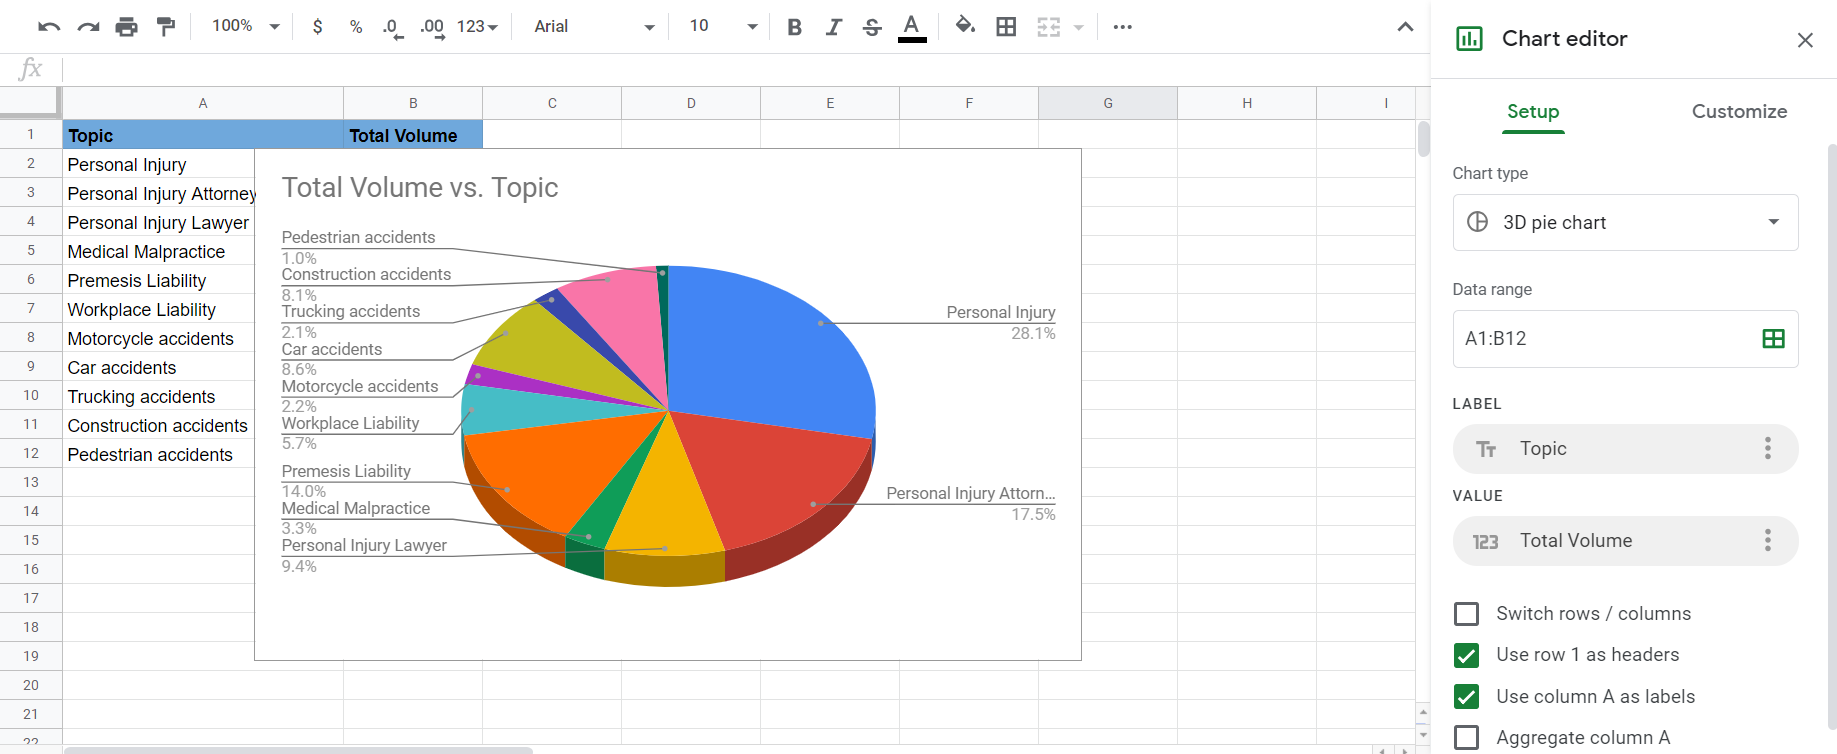 100%
$
%
.0
.00
123
Arial
10
B
I
S
A
fx
A
B
C
D
E
F
G
H
I
1
Topic
Total Volume
2
Personal Injury
3
Personal Injury Attorney
4
Personal Injury Lawyer
5
Medical Malpractice
6
Premesis Liability
7
Workplace Liability
8
Motorcycle accidents
9
Car accidents
10
Trucking accidents
11
Construction accidents
12
Pedestrian accidents
13
14
15
16
17
18
19
20
21
22
Total Volume vs. Topic
Pedestrian accidents
1.0%
Construction accidents
8.1%
Trucking accidents
2.1%
Car accidents
8.6%
Motorcycle accidents
2.2%
Workplace Liability
5.7%
Premesis Liability
14.0%
Medical Malpractice
3.3%
Personal Injury Lawyer
9.4%
Personal Injury
28.1%
Personal Injury Attorn...
17.5%
Chart editor
Setup
Customize
Chart type
3D pie chart
Data range
A1:B12
LABEL
Tт Topic
VALUE
123 Total Volume
Switch rows / columns
Use row 1 as headers
Use column A as labels
Aggregate column A